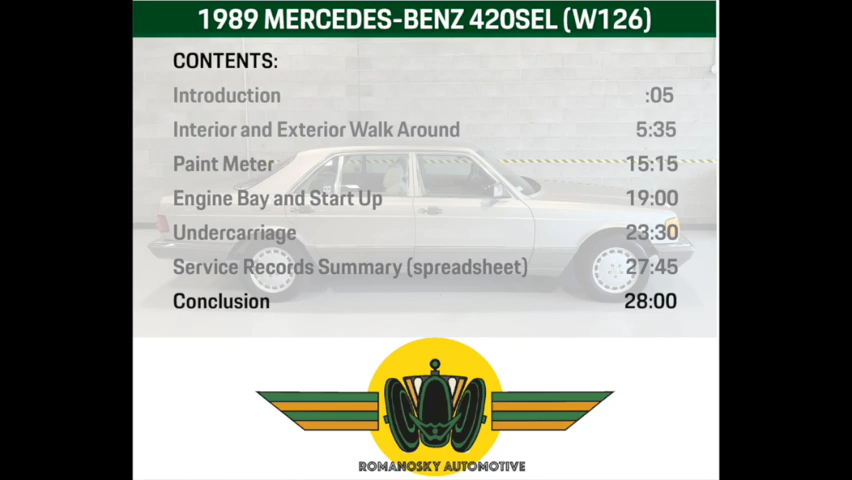 1989 MERCEDES-BENZ 420SEL (W126)
CONTENTS:
Introduction :05
Interior and Exterior Walk Around 5:35
Paint Meter 15:15
Engine Bay and Start Up 19:00
Undercarriage 23:30
Service Records Summary (spreadsheet) 27:45
Conclusion 28:00
ROMANOSKY AUTOMOTIVE